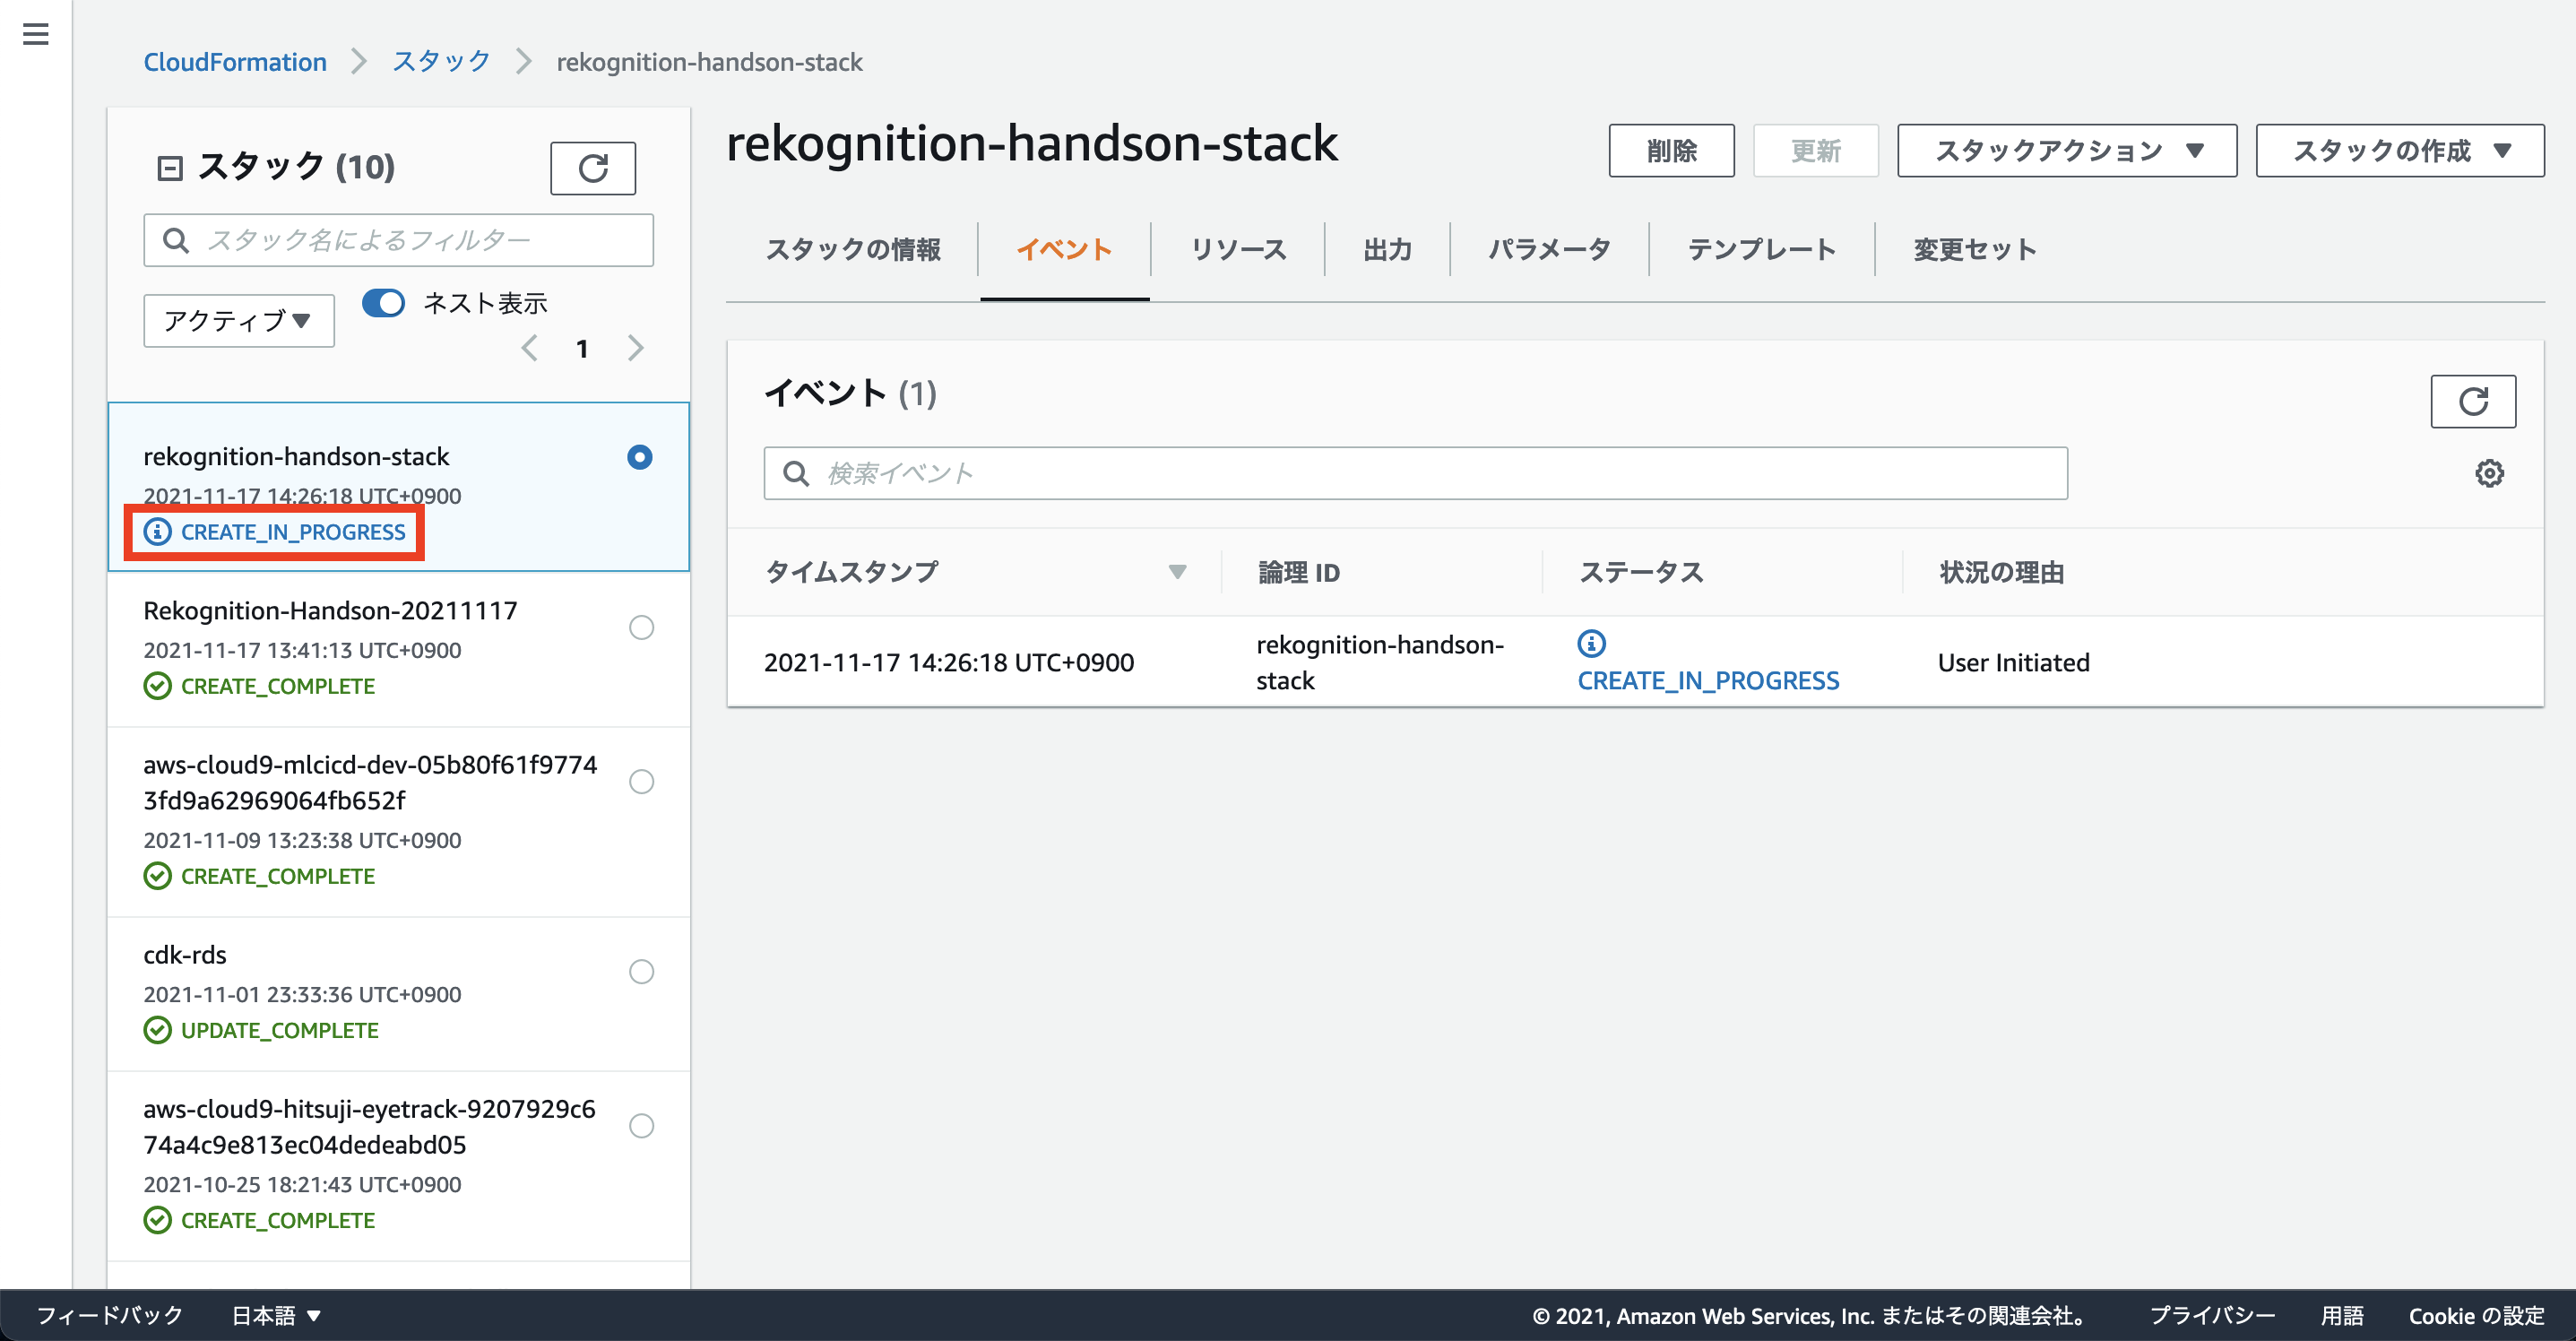 CloudFormation > スタック > rekognition-handson-stack
スタック (10)
スタック名によるフィルター
アクティブ▼
ネスト表示
1
rekognition-handson-stack
2021-11-17 14:26:18 UTC+0900
CREATE_IN_PROGRESS
Rekognition-Handson-20211117
2021-11-17 13:41:13 UTC+0900
CREATE_COMPLETE
aws-cloud9-mlcicd-dev-05b80f61f9774
3fd9a62969064fb652f
2021-11-09 13:23:38 UTC+0900
CREATE_COMPLETE
cdk-rds
2021-11-01 23:33:36 UTC+0900
UPDATE_COMPLETE
aws-cloud9-hitsuji-eyetrack-9207929c6
74a4c9e813ec04dedeabd05
2021-10-25 18:21:43 UTC+0900
CREATE_COMPLETE
rekognition-handson-stack
削除 更新 スタックアクション ▼ スタックの作成 ▼
スタックの情報 イベント リソース 出力 パラメータ テンプレート 変更セット
イベント (1)
検索イベント
タイムスタンプ 論理 ID ステータス 状況の理由
2021-11-17 14:26:18 UTC+0900
rekognition-handson-
stack
CREATE_IN_PROGRESS
User Initiated
フィードバック 日本語 ▼ © 2021, Amazon Web Services, Inc. またはその関連会社。 プライバシー 用語 Cookie の設定